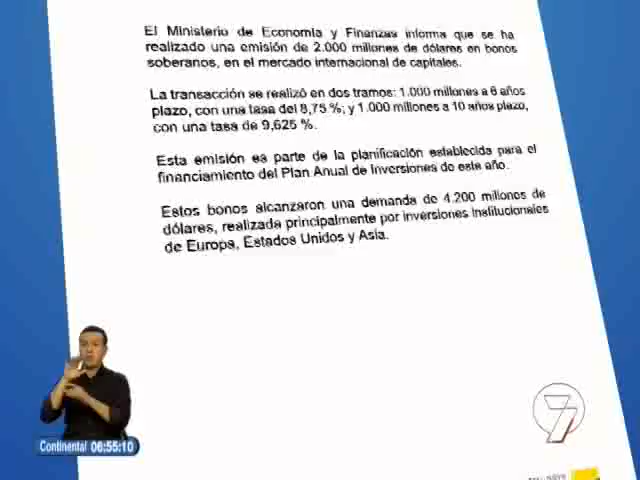 El Ministerio de Economía y Finanzas informa que se ha
realizado una emisión de 2.000 millones de dólares en bonos
soberanos, en el mercado internacional de capitales.
La transacción se realizó en dos tramos: 1.000 millones a 6 años
plazo, con una tasa del 8,75 %; y 1.000 millones a 10 años plazo,
con una tasa de 9,625 %.
Esta emisión es parte de la planificación establecida para el
financiamiento del Plan Anual de Inversiones de este año.
Estos bonos alcanzaron una demanda de 4.200 millones de
dólares, realizada principalmente por inversiones institucionales
de Europa, Estados Unidos y Asia.
7
Continental 06:55:10